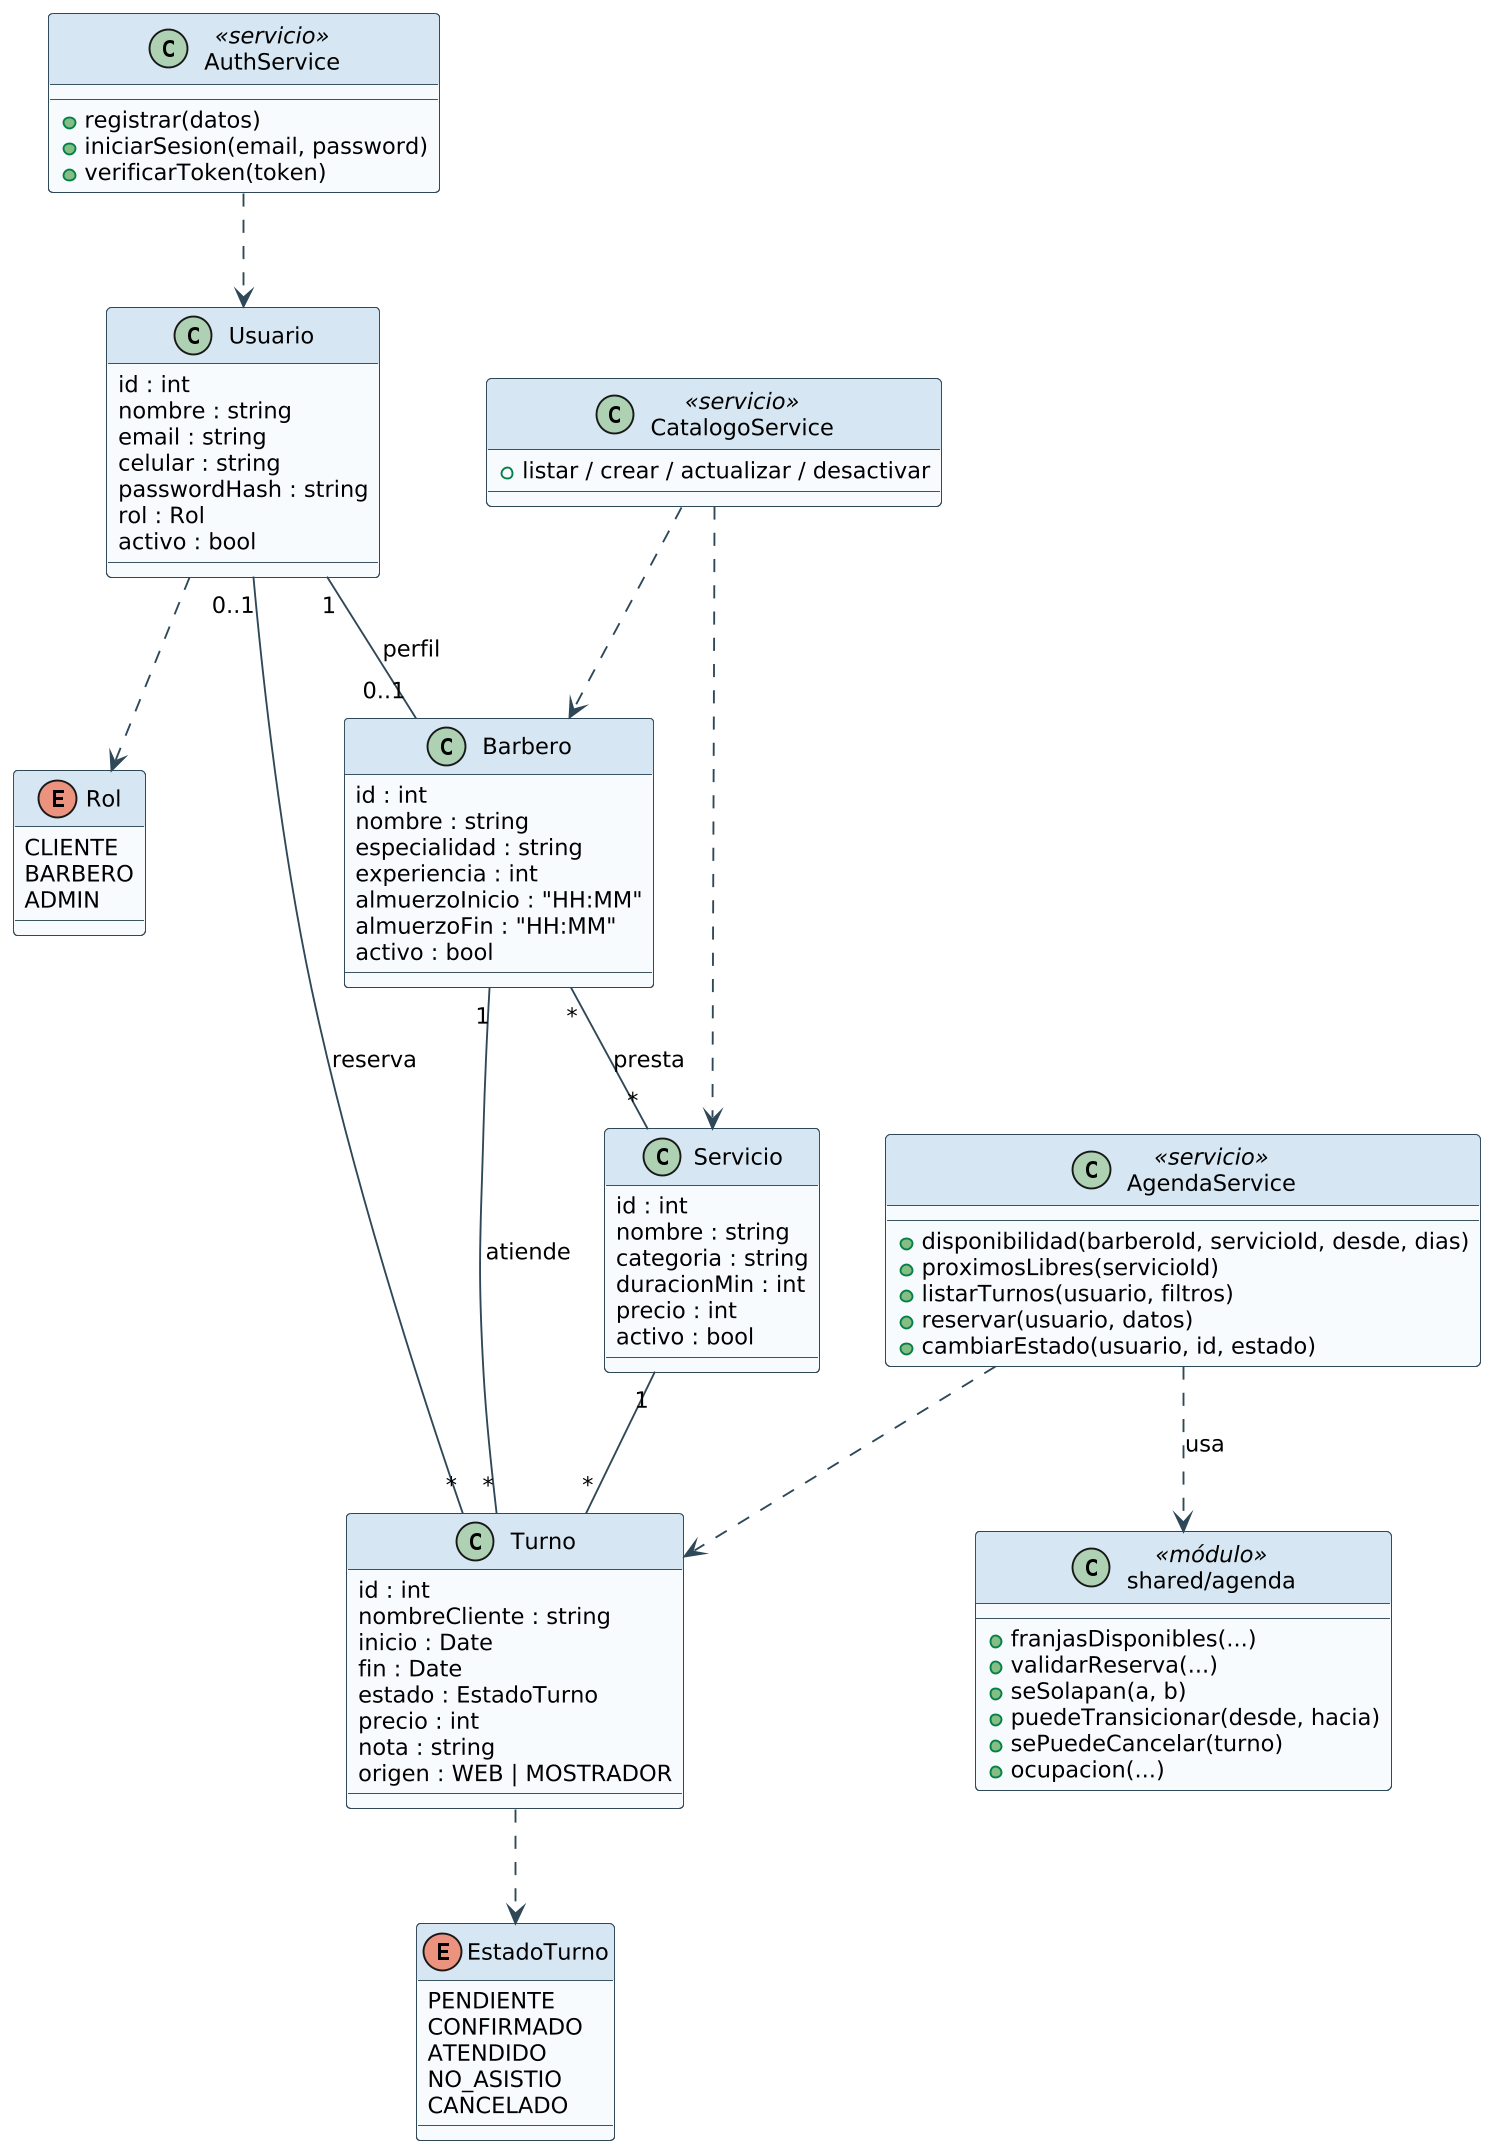 «servicio»
AuthService
registrar(datos)
iniciarSesion(email, password)
verificarToken(token)
Usuario
id : int
nombre : string
email : string
celular : string
passwordHash : string
rol : Rol
activo : bool
«servicio»
CatalogoService
listar / crear / actualizar / desactivar
0..1
1
perfil
0..1
Rol
CLIENTE
BARBERO
ADMIN
Barbero
id : int
nombre : string
especialidad : string
experiencia : int
almuerzoInicio : "HH:MM"
almuerzoFin : "HH:MM"
activo : bool
1
*
reserva
presta
*
Servicio
id : int
nombre : string
categoria : string
duracionMin : int
precio : int
activo : bool
atiende
«servicio»
AgendaService
disponibilidad(barberoId, servicioId, desde, dias)
proximosLibres(servicioId)
listarTurnos(usuario, filtros)
reservar(usuario, datos)
cambiarEstado(usuario, id, estado)
1
usa
*
*
*
Turno
id : int
nombreCliente : string
inicio : Date
fin : Date
estado : EstadoTurno
precio : int
nota : string
origen : WEB | MOSTRADOR
«módulo»
shared/agenda
franjasDisponibles(...)
validarReserva(...)
seSolapan(a, b)
puedeTransicionar(desde, hacia)
sePuedeCancelar(turno)
ocupacion(...)
EstadoTurno
PENDIENTE
CONFIRMADO
ATENDIDO
NO_ASISTIO
CANCELADO
C
C
C
E
C
C
C
C
C
E